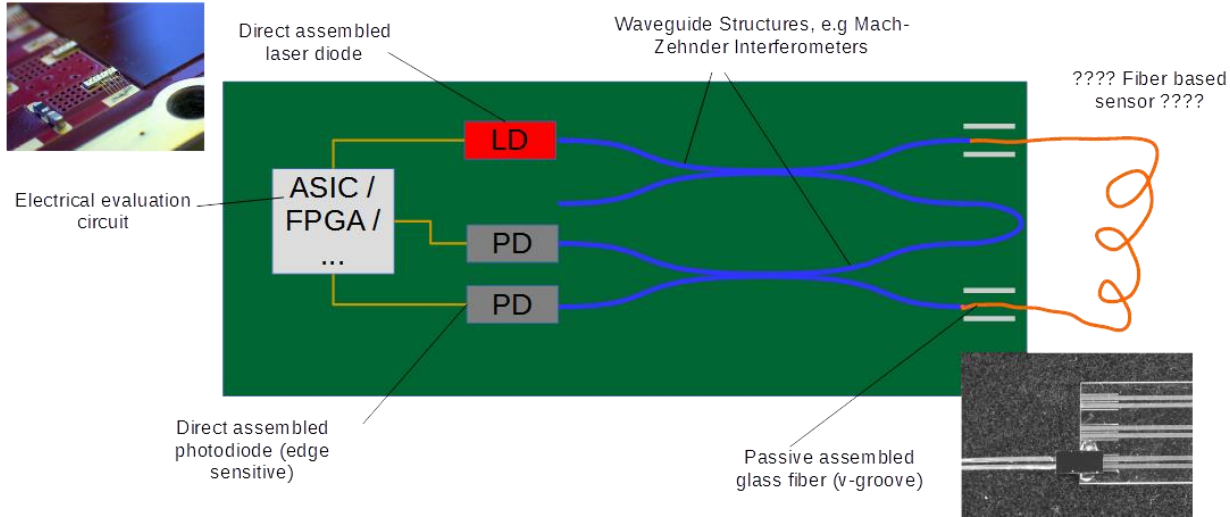 Direct assembled
laser diode
Waveguide Structures, e.g Mach-
Zehnder Interferometers
???? Fiber based
sensor ????
LD
Electrical evaluation
circuit
ASIC /
FPGA /
...
PD
PD
Direct assembled
photodiode (edge
sensitive)
Passive assembled
glass fiber (v-groove)